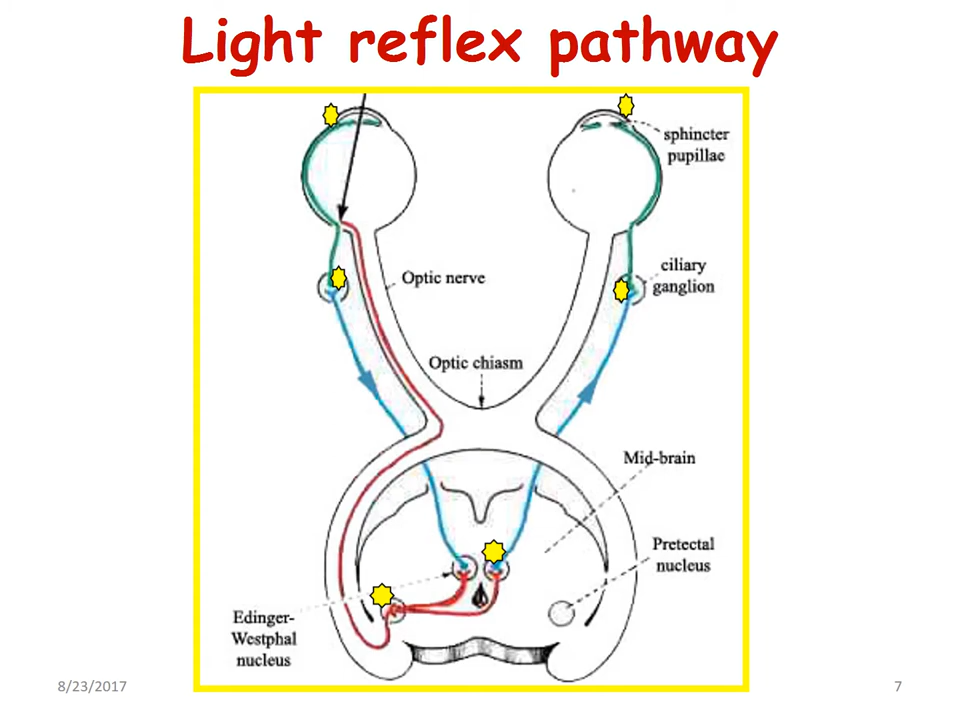 Light reflex pathway
sphincter
pupillae
ciliary
ganglion
Optic nerve
Optic chiasm
Mid-brain
Pretectal
nucleus
Edinger-
Westphal
nucleus
8/23/2017
7